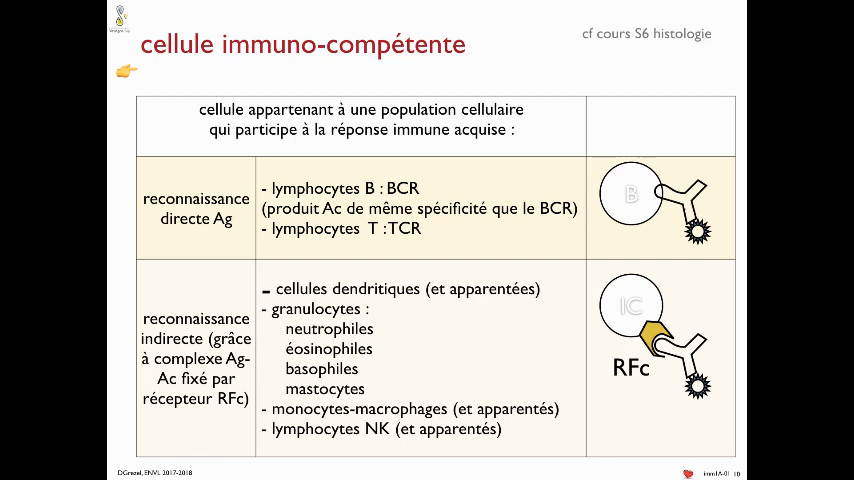 cellule immuno-compétente
cf cours S6 histologie
cellule appartenant à une population cellulaire
qui participe à la réponse immune acquise :
reconnaissance
directe Ag
- lymphocytes B : BCR
(produit Ac de même spécificité que le BCR)
- lymphocytes T : TCR
B
reconnaissance
indirecte (grâce
à complexe Ag-
Ac fixé par
récepteur RFc)
- cellules dendritiques (et apparentées)
- granulocytes :
neutrophiles
éosinophiles
basophiles
mastocytes
- monocytes-macrophages (et apparentés)
- lymphocytes NK (et apparentés)
IC
RFc
DGrezel, ENVL 2017-2018
imm1A-01 10